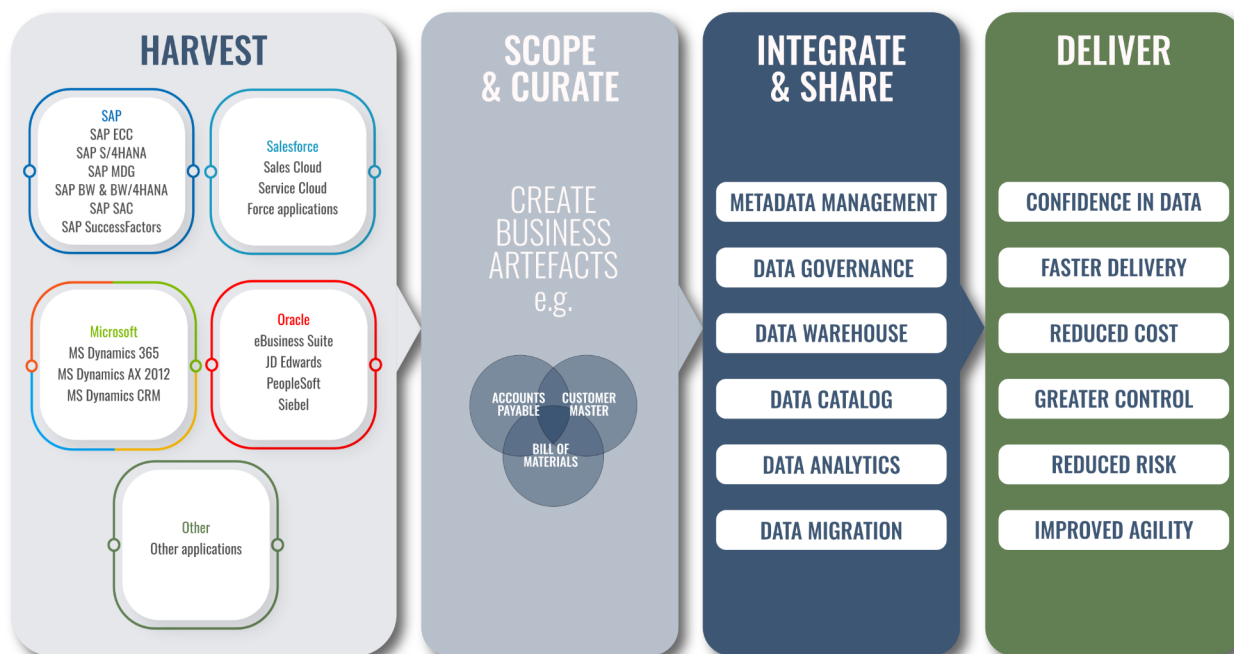 HARVEST
SAP
SAP ECC
SAP S/4HANA
SAP MDG
SAP BW & BW/4HANA
SAP SAC
SAP SuccessFactors
Salesforce
Sales Cloud
Service Cloud
Force applications
Microsoft
MS Dynamics 365
MS Dynamics AX 2012
MS Dynamics CRM
Oracle
eBusiness Suite
JD Edwards
PeopleSoft
Siebel
Other
Other applications
SCOPE
& CURATE
CREATE
BUSINESS
ARTEFACTS
e.g.
ACCOUNTS
PAYABLE
CUSTOMER
MASTER
BILL OF
MATERIALS
INTEGRATE
& SHARE
METADATA MANAGEMENT
DATA GOVERNANCE
DATA WAREHOUSE
DATA CATALOG
DATA ANALYTICS
DATA MIGRATION
DELIVER
CONFIDENCE IN DATA
FASTER DELIVERY
REDUCED COST
GREATER CONTROL
REDUCED RISK
IMPROVED AGILITY